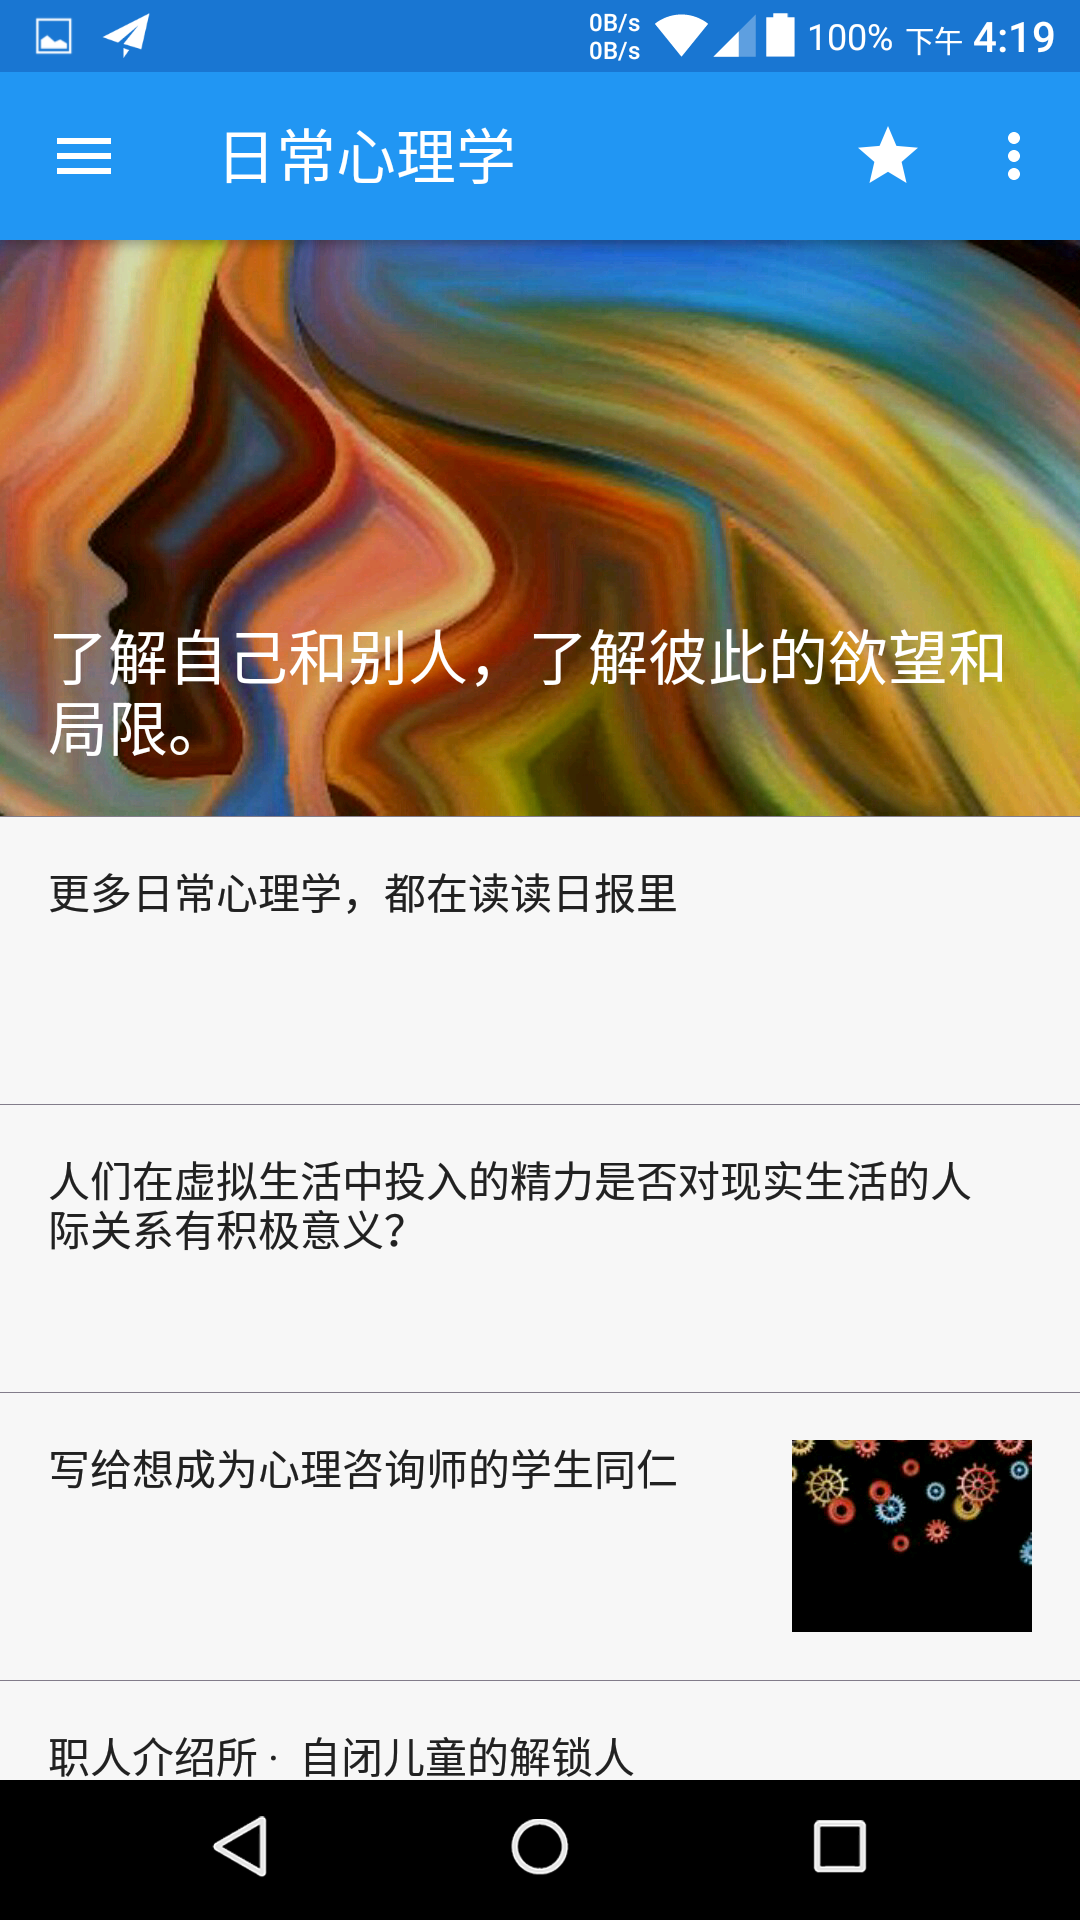 0B/s
0B/s
100% 下午 4:19
日常心理学
了解自己和别人，了解彼此的欲望和
局限。
更多日常心理学，都在读读日报里
人们在虚拟生活中投入的精力是否对现实生活的人
际关系有积极意义？
写给想成为心理咨询师的学生同仁
职人介绍所 · 自闭儿童的解锁人